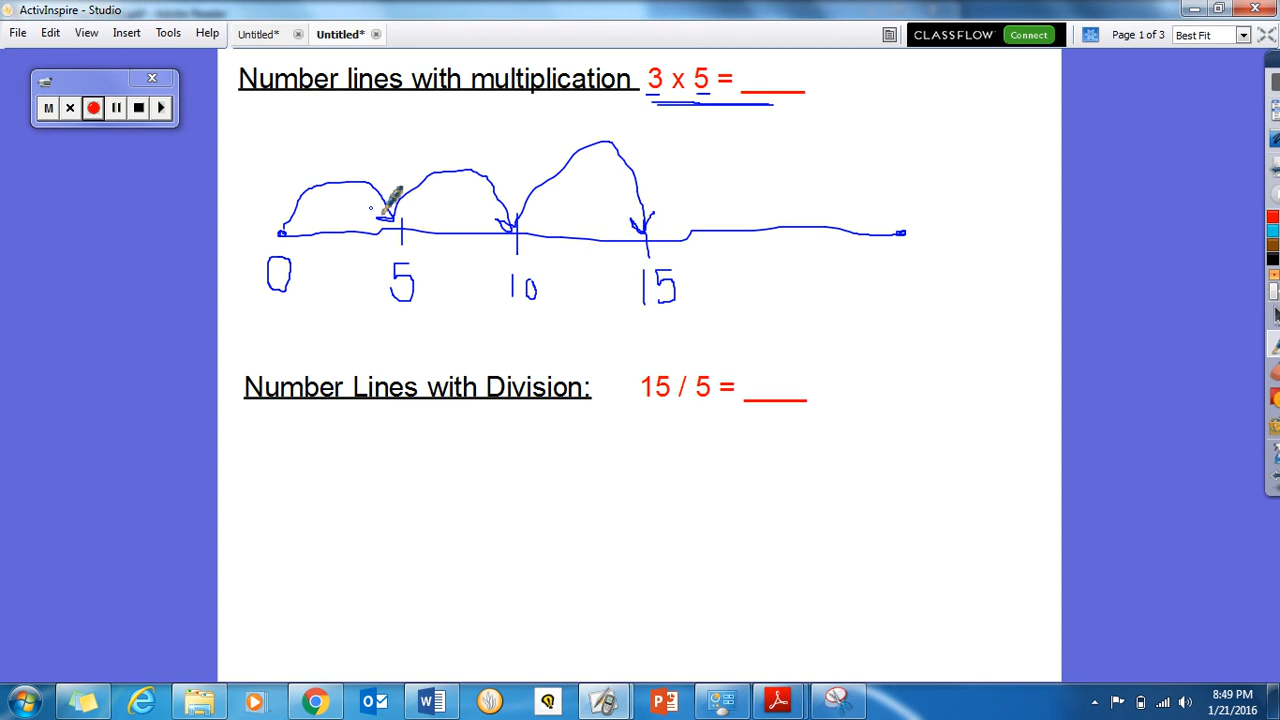 ActivInspire - Studio
File Edit View Insert Tools Help
Untitled* Untitled*
CLASSFLOW Connect
Page 1 of 3
Best Fit
M
Number lines with multiplication 3 x 5 = ____
0 5 10 15
Number Lines with Division: 15 / 5 = ____
8:49 PM
1/21/2016